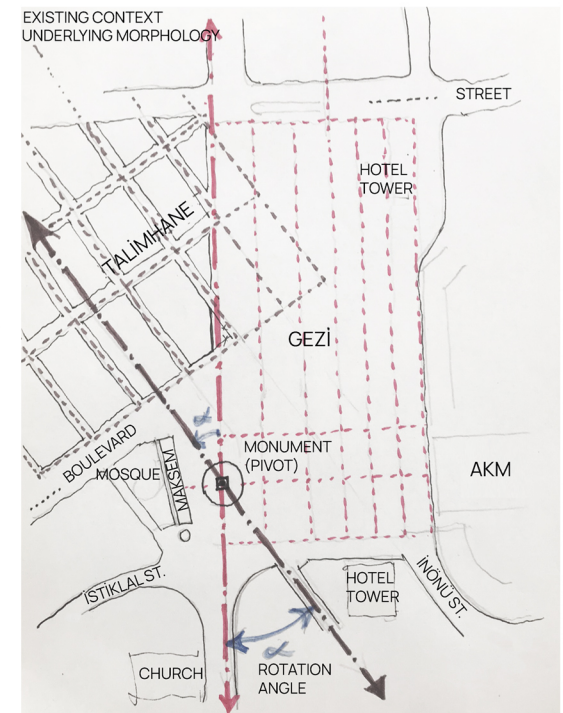 EXISTING CONTEXT
UNDERLYING MORPHOLOGY
STREET
HOTEL
TOWER
TALİMHANE
GEZİ
α
MONUMENT
(PIVOT)
BOULEVARD
MOSQUE
MAKSEM
AKM
İSTİKLAL ST.
HOTEL
TOWER
İNÖNÜ ST.
α
CHURCH
ROTATION
ANGLE